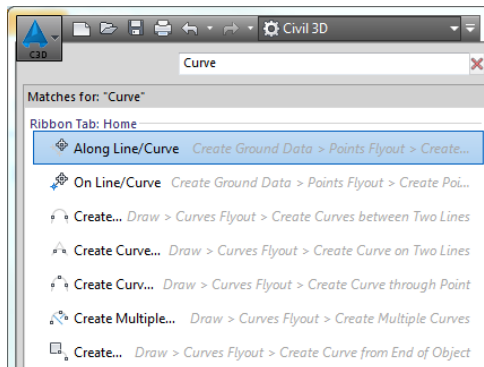 Civil 3D
C3D
Curve
Matches for: "Curve"
Ribbon Tab: Home
Along Line/Curve Create Ground Data > Points Flyout > Create...
On Line/Curve Create Ground Data > Points Flyout > Create Poi...
Create... Draw > Curves Flyout > Create Curves between Two Lines
Create Curve... Draw > Curves Flyout > Create Curve on Two Lines
Create Curv... Draw > Curves Flyout > Create Curve through Point
Create Multiple... Draw > Curves Flyout > Create Multiple Curves
Create... Draw > Curves Flyout > Create Curve from End of Object